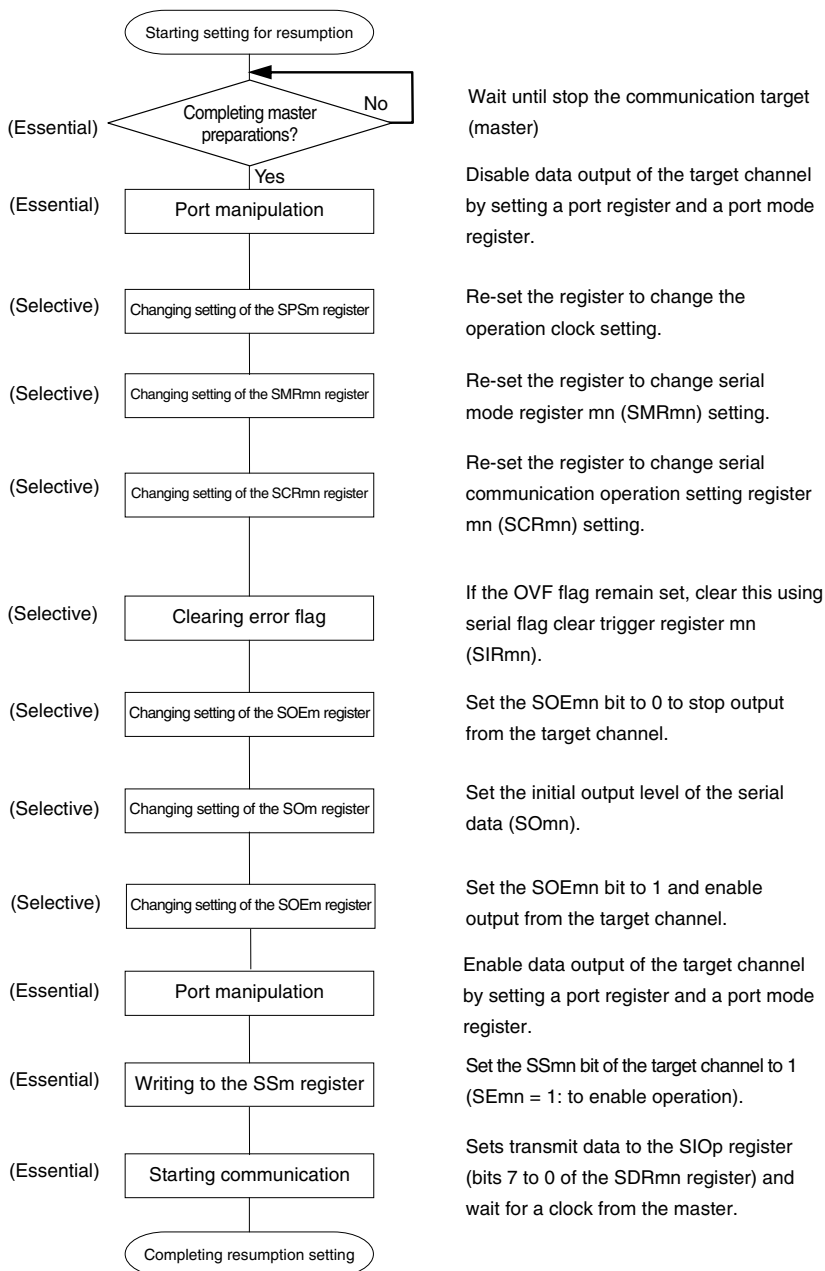 Starting setting for resumption
(Essential)
Completing master
preparations?
No
Wait until stop the communication target
(master)
Yes
(Essential)
Port manipulation
Disable data output of the target channel
by setting a port register and a port mode
register.
(Selective)
Changing setting of the SPSm register
Re-set the register to change the
operation clock setting.
(Selective)
Changing setting of the SMRmn register
Re-set the register to change serial
mode register mn (SMRmn) setting.
(Selective)
Changing setting of the SCRmn register
Re-set the register to change serial
communication operation setting register
mn (SCRmn) setting.
(Selective)
Clearing error flag
If the OVF flag remain set, clear this using
serial flag clear trigger register mn
(SIRmn).
(Selective)
Changing setting of the SOEm register
Set the SOEmn bit to 0 to stop output
from the target channel.
(Selective)
Changing setting of the SOm register
Set the initial output level of the serial
data (SOmn).
(Selective)
Changing setting of the SOEm register
Set the SOEmn bit to 1 and enable
output from the target channel.
(Essential)
Port manipulation
Enable data output of the target channel
by setting a port register and a port mode
register.
(Essential)
Writing to the SSm register
Set the SSmn bit of the target channel to 1
(SEmn = 1: to enable operation).
(Essential)
Starting communication
Sets transmit data to the SIOp register
(bits 7 to 0 of the SDRmn register) and
wait for a clock from the master.
Completing resumption setting